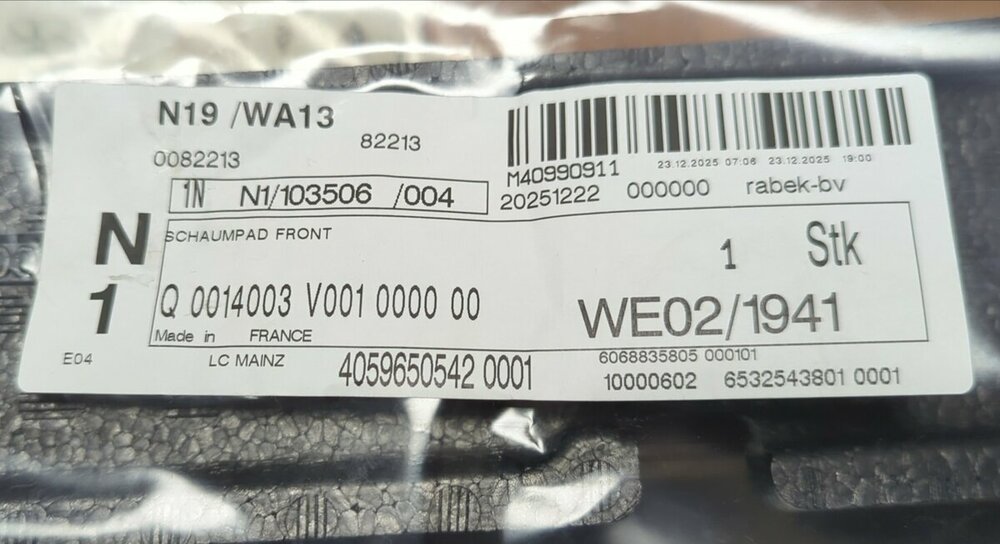 N19 /WA13
0082213
82213
1N N1/103506 /004
M40990911
23.12.2025 07:06 23.12.2025 19:00
20251222 000000 rabek-bv
N
1
SCHAUMPAD FRONT
1 Stk
Q 0014003 V001 0000 00
WE02/1941
Made in FRANCE
E04
LC MAINZ
4059650542 0001
6068835805 000101
10000602 6532543801 0001